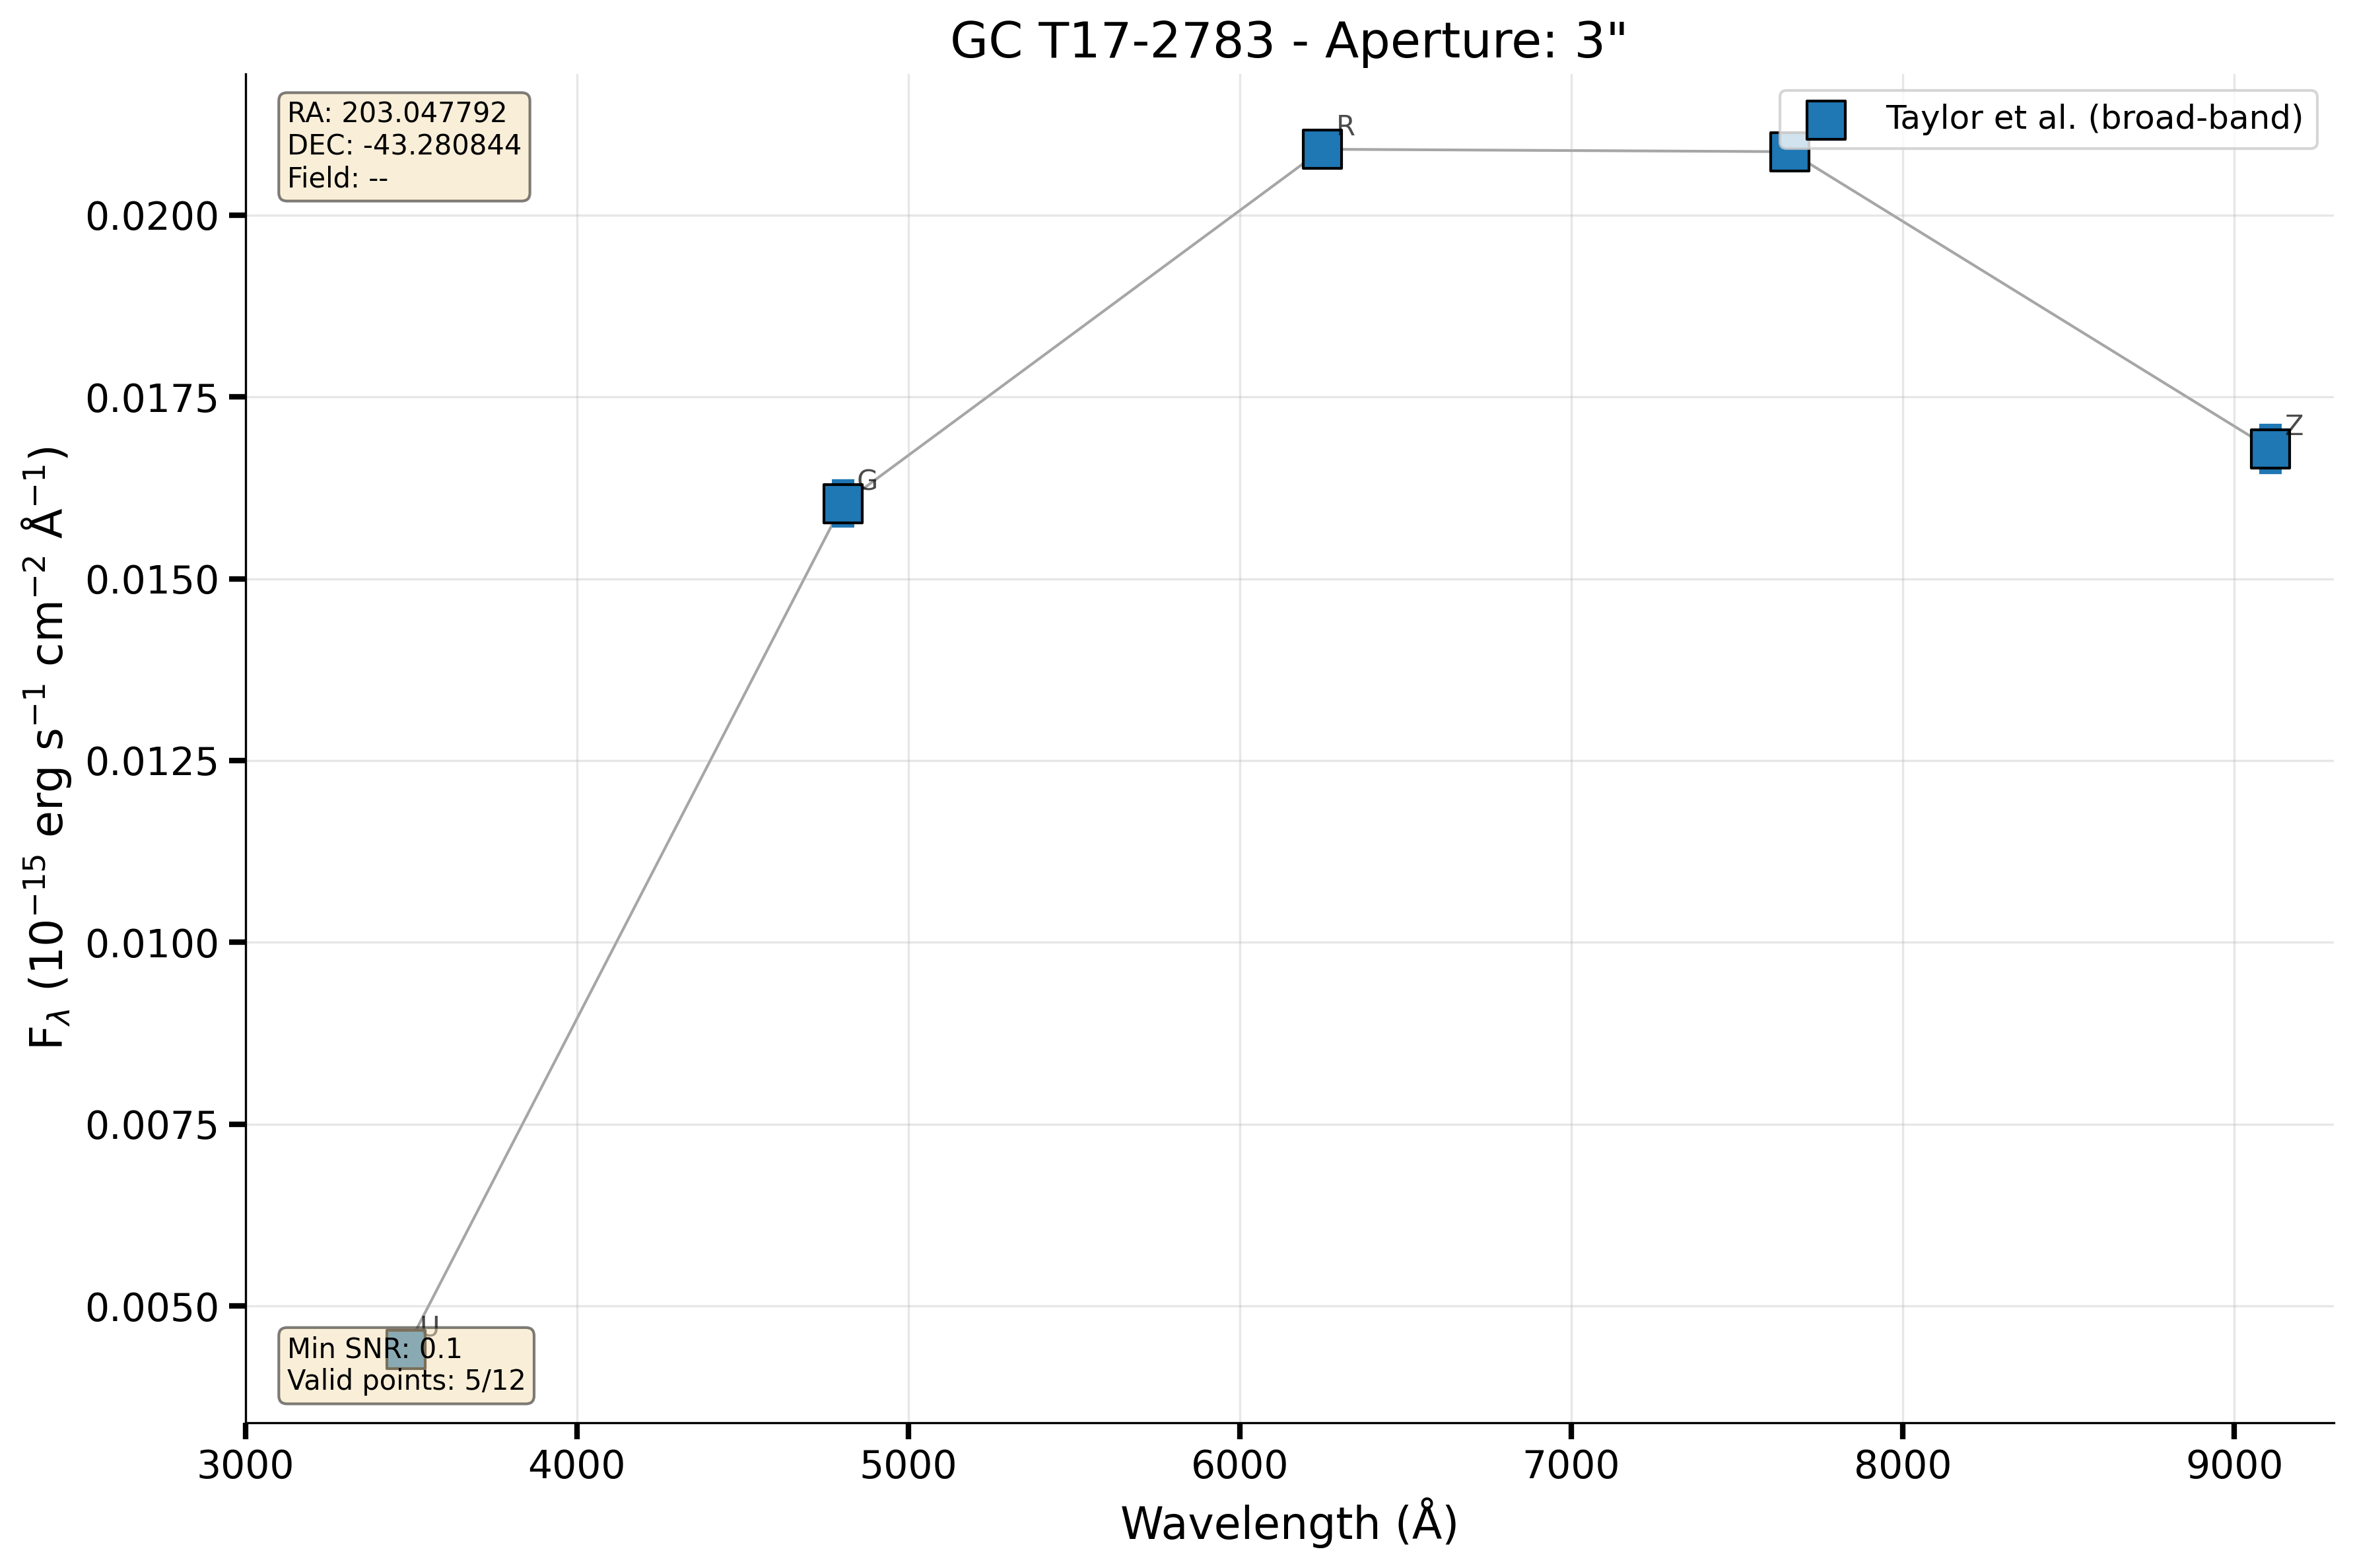 GC T17-2783 - Aperture: 3"
RA: 203.047792
DEC: -43.280844
Field: --
Taylor et al. (broad-band)
R
G
Z
U
Min SNR: 0.1
Valid points: 5/12
0.0200
0.0175
0.0150
0.0125
0.0100
0.0075
0.0050
F_λ (10⁻¹⁵ erg s⁻¹ cm⁻² Å⁻¹)
3000 4000 5000 6000 7000 8000 9000
Wavelength (Å)